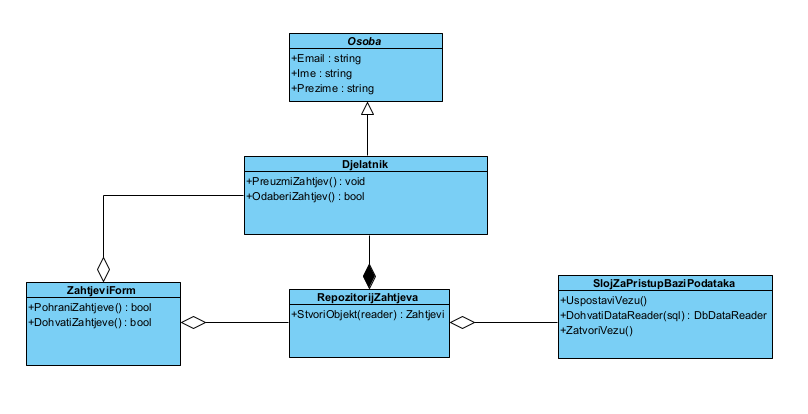 Osoba
+Email : string
+Ime : string
+Prezime : string
Djelatnik
+PreuzmiZahtjev() : void
+OdaberiZahtjev() : bool
ZahtjeviForm
+PohraniZahtjeve() : bool
+DohvatiZahtjeve() : bool
RepozitorijZahtjeva
+StvoriObjekt(reader) : Zahtjevi
SlojZaPristupBaziPodataka
+UspostaviVezu()
+DohvatiDataReader(sql) : DbDataReader
+ZatvoriVezu()